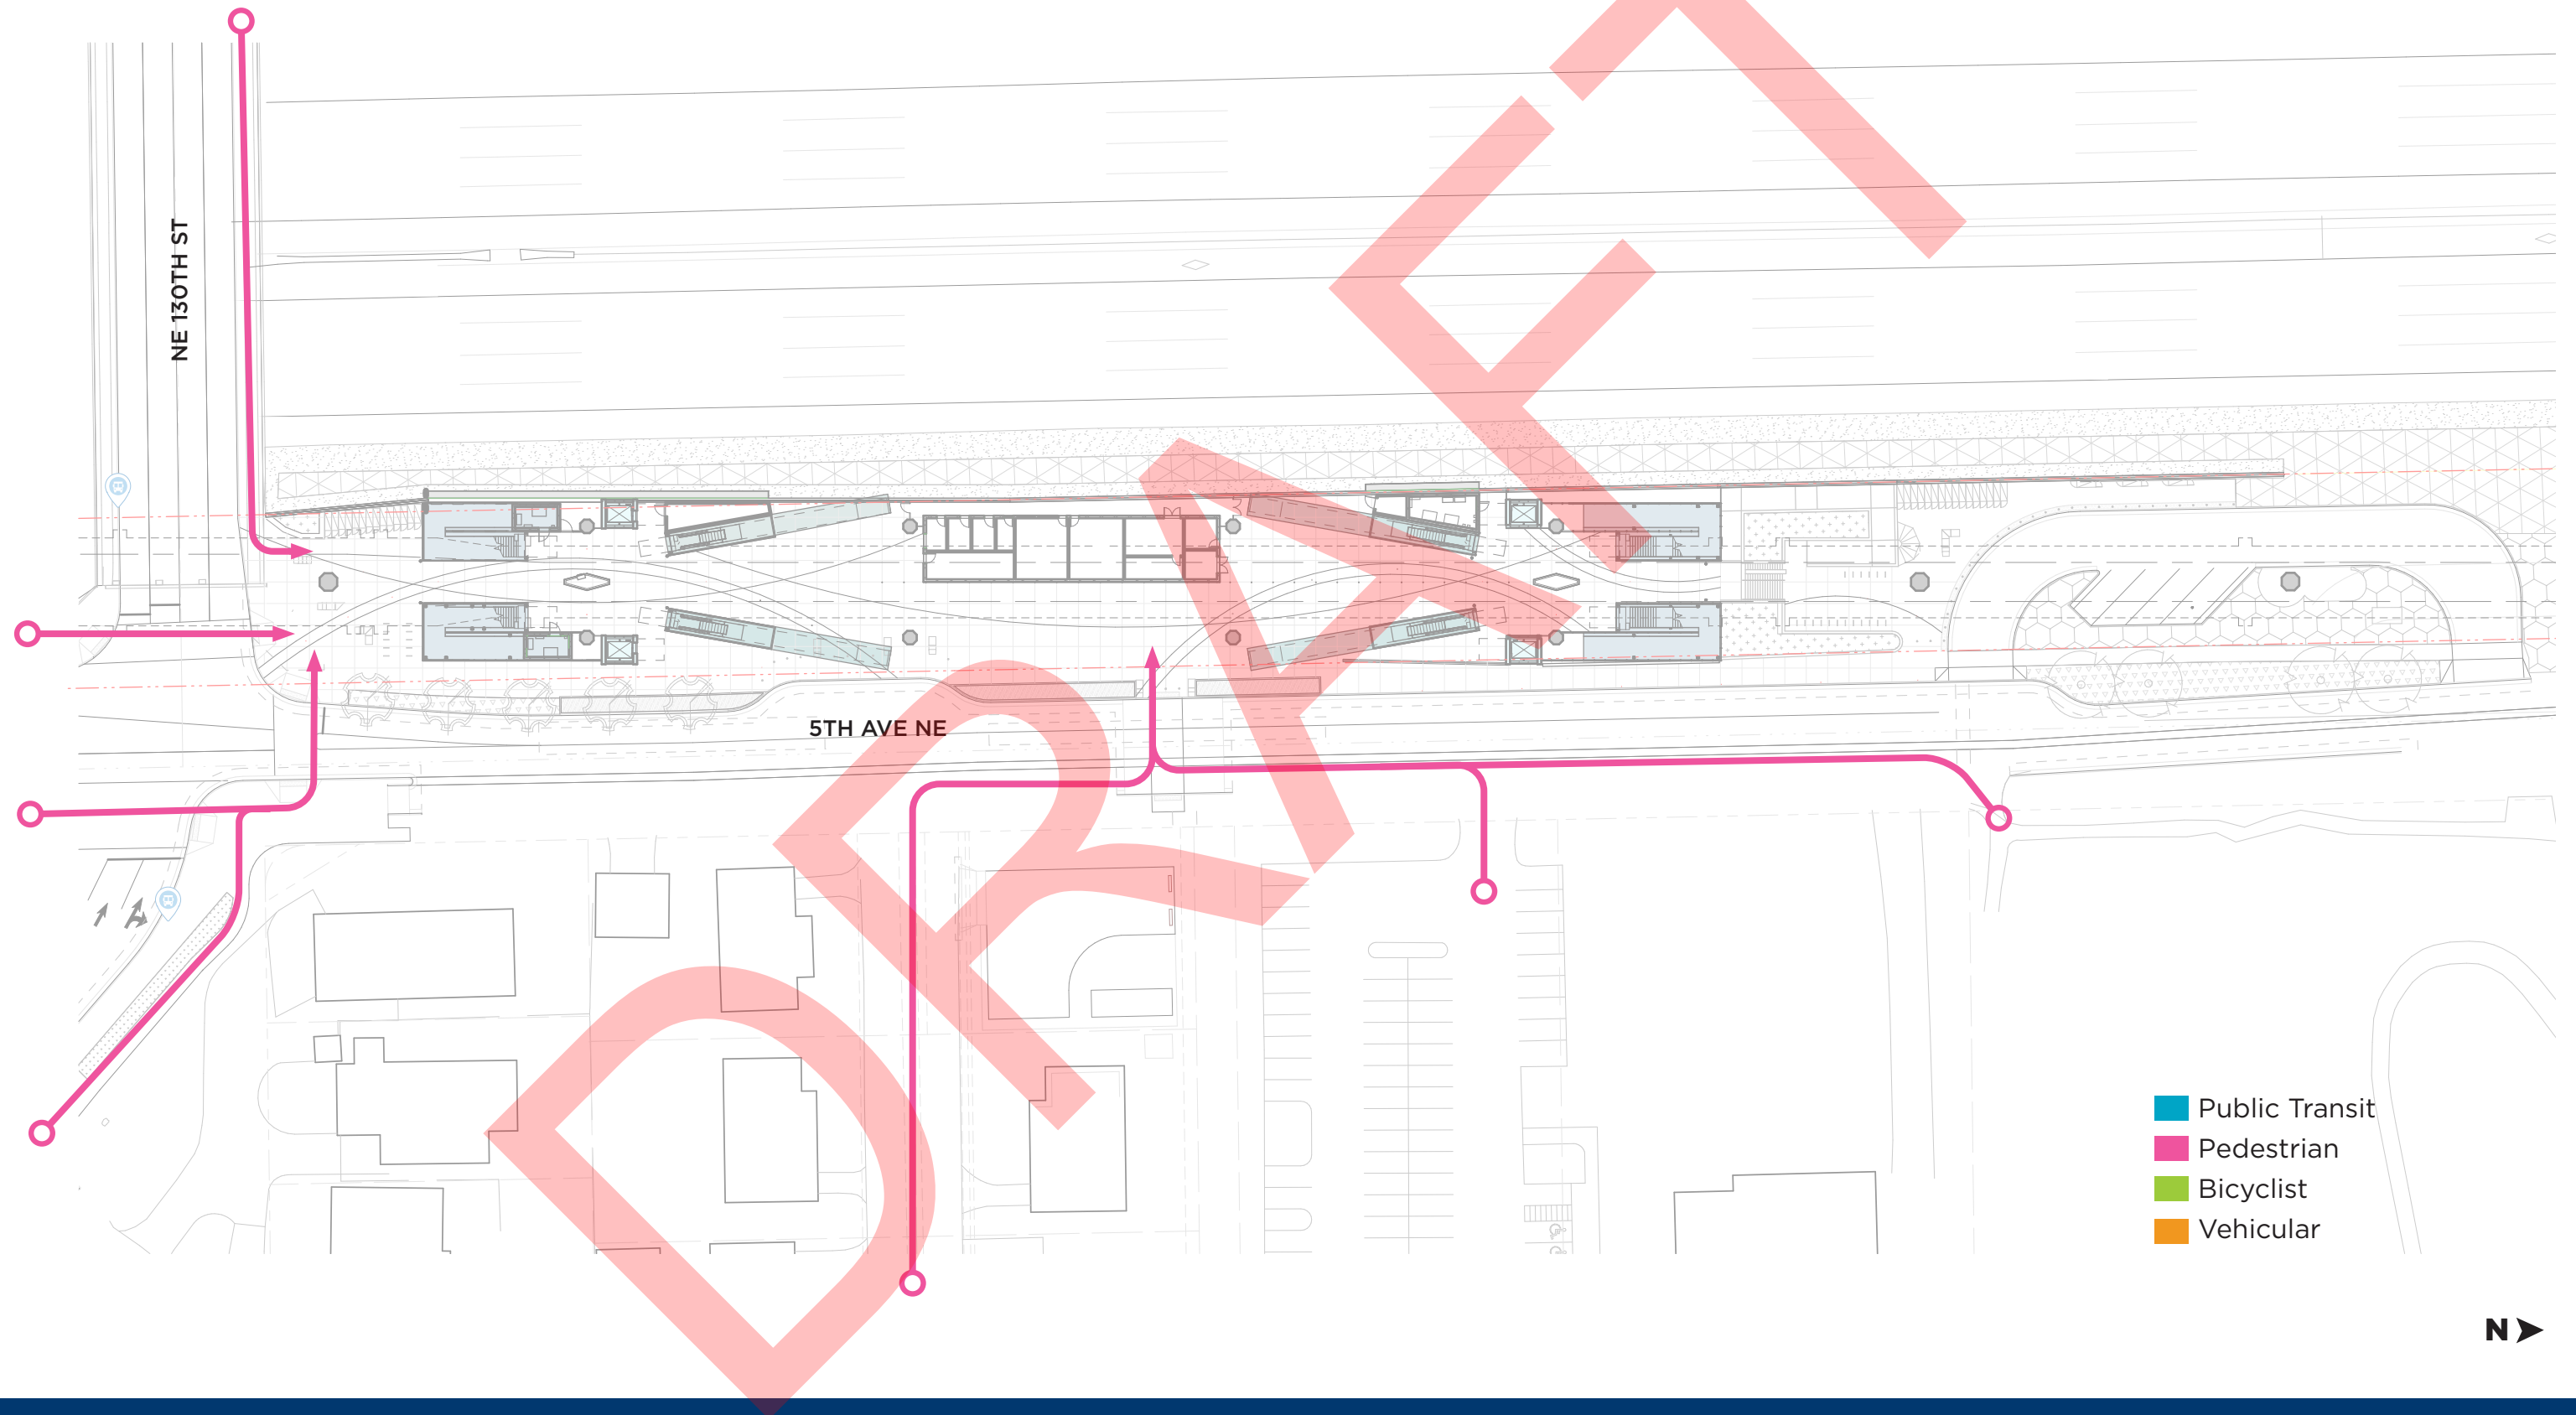 NE 130TH ST
5TH AVE NE
DRAFT
Public Transit
Pedestrian
Bicyclist
Vehicular
N